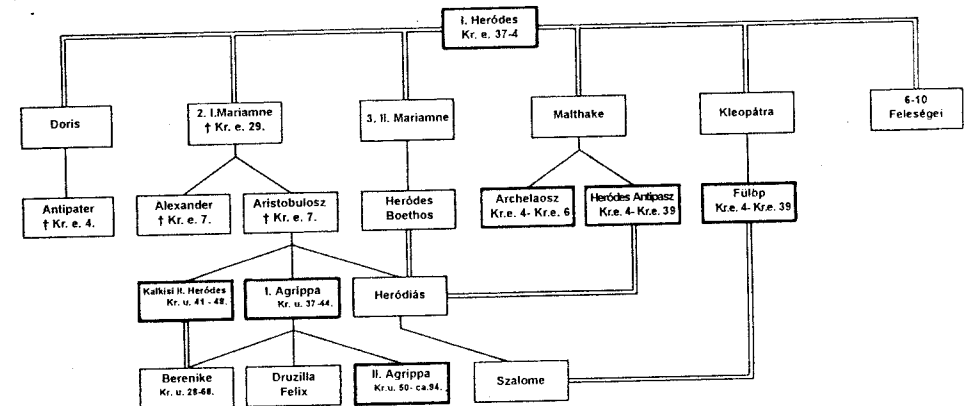 I. Heródes
Kr. e. 37-4
Doris
2. I.Mariamne
† Kr. e. 29.
3. II. Mariamne
Malthake
Kleopátra
6-10
Feleségei
Antipater
† Kr. e. 4.
Alexander
† Kr. e. 7.
Aristobulosz
† Kr. e. 7.
Heródes
Boethos
Archelaosz
Kr.e. 4- Kr.e. 6
Heródes Antipasz
Kr.e. 4- Kr.e. 39
Fülöp
Kr.e. 4- Kr.e. 39
Kalkisi II. Heródes
Kr. u. 41 - 48.
I. Agrippa
Kr. u. 37-44.
Heródiás
Berenike
Kr. u. 28-68.
Druzilla
Felix
II. Agrippa
Kr.u. 50- ca.94.
Szalome